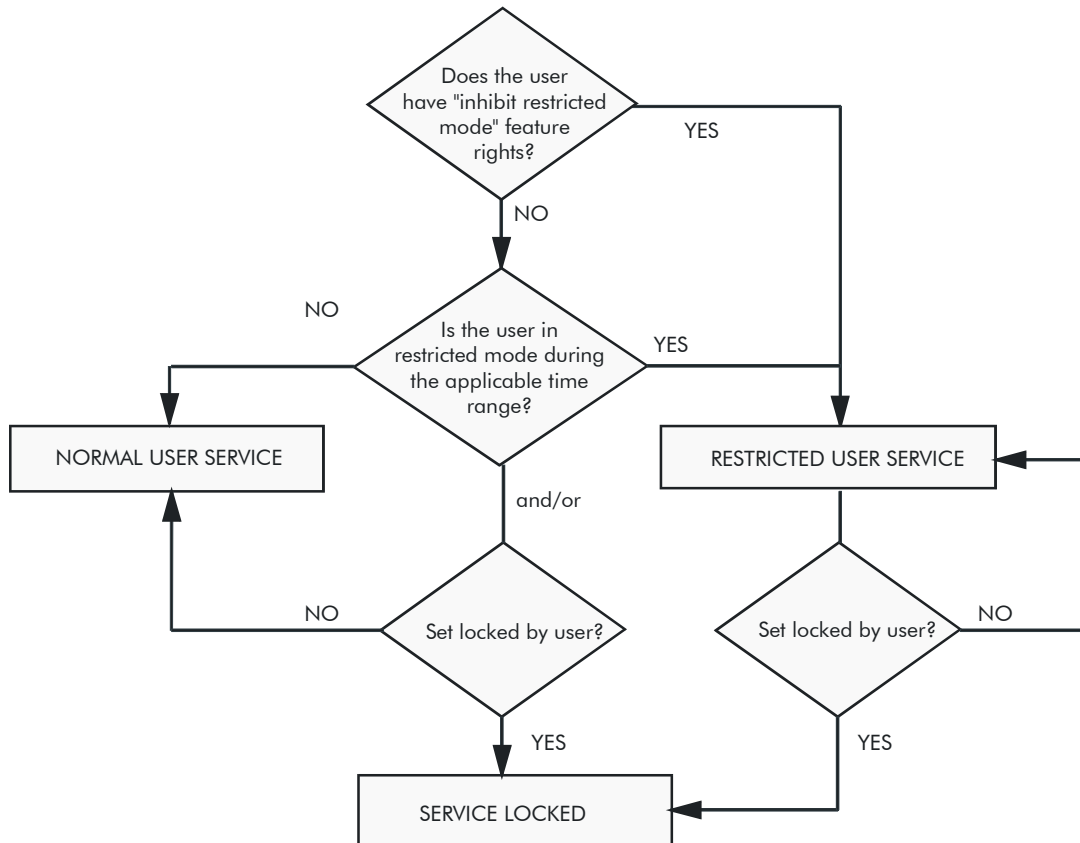 Does the user
have "inhibit restricted
mode" feature
rights?
YES
NO
NO
Is the user in
restricted mode during
the applicable time
range?
YES
NORMAL USER SERVICE
RESTRICTED USER SERVICE
and/or
NO
Set locked by user?
Set locked by user?
NO
YES
YES
SERVICE LOCKED